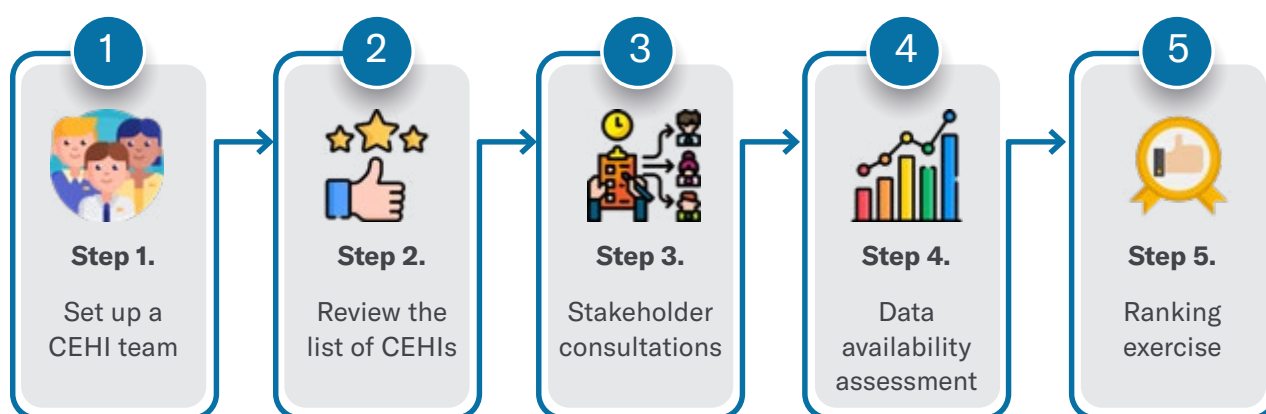 1
Step 1.
Set up a
CEHI team
2
Step 2.
Review the
list of CEHIs
3
Step 3.
Stakeholder
consultations
4
Step 4.
Data
availability
assessment
5
Step 5.
Ranking
exercise